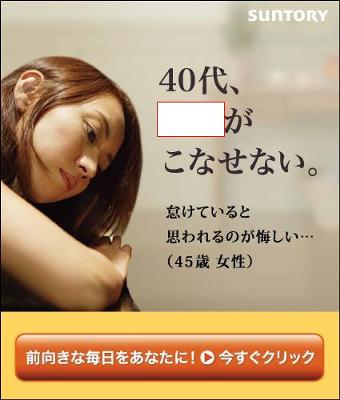 SUNTORY
40代、
が
こなせない。
怠けていると
思われるのが悔しい…
(45歳 女性)
前向きな毎日をあなたに! 今すぐクリック